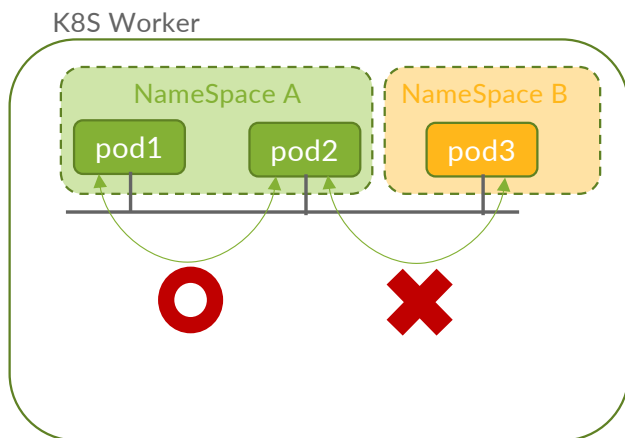 K8S Worker
NameSpace A
NameSpace B
pod1
pod2
pod3